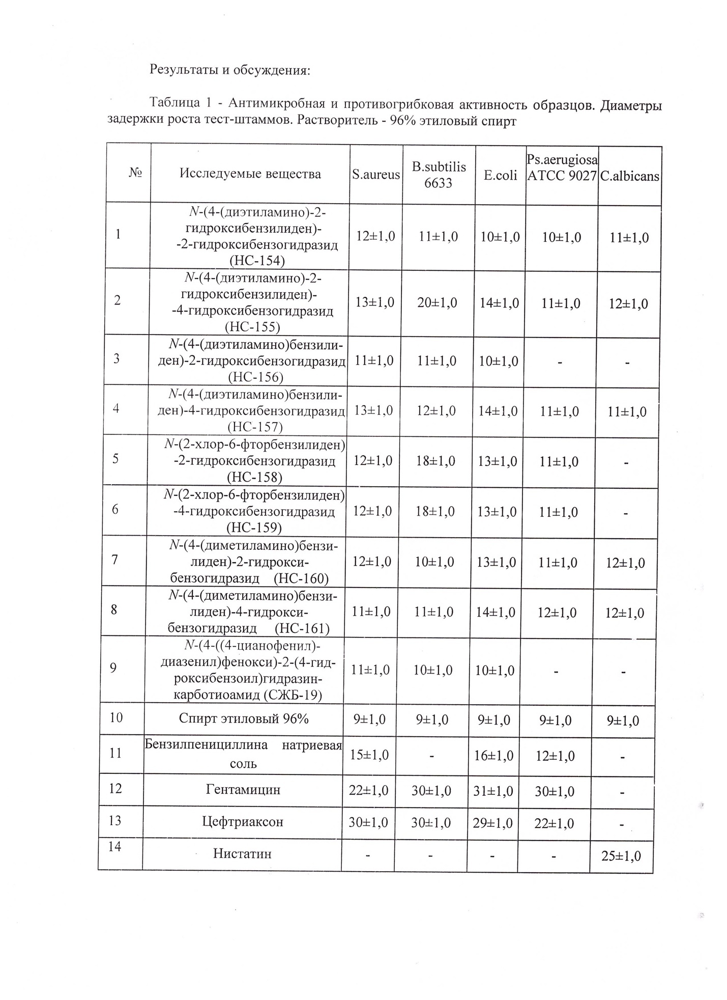 Результаты и обсуждения:
Таблица 1 - Антимикробная и противогрибковая активность образцов. Диаметры
задержки роста тест-штаммов. Растворитель - 96% этиловый спирт
№ Исследуемые вещества S.aureus B.subtilis 6633 E.coli Ps.aerugiosa ATCC 9027 C.albicans
1
N-(4-(диэтиламино)-2-
гидроксибензилиден)-
-2-гидроксибензогидразид
(НС-154)
12±1,0 11±1,0 10±1,0 10±1,0 11±1,0
2
N-(4-(диэтиламино)-2-
гидроксибензилиден)-
-4-гидроксибензогидразид
(НС-155)
13±1,0 20±1,0 14±1,0 11±1,0 12±1,0
3
N-(4-(диэтиламино)бензили-
ден)-2-гидроксибензогидразид
(НС-156)
11±1,0 11±1,0 10±1,0 - -
4
N-(4-(диэтиламино)бензили-
ден)-4-гидроксибензогидразид
(НС-157)
13±1,0 12±1,0 14±1,0 11±1,0 11±1,0
5
N-(2-хлор-6-фторбензилиден)
-2-гидроксибензогидразид
(НС-158)
12±1,0 18±1,0 13±1,0 11±1,0 -
6
N-(2-хлор-6-фторбензилиден)
-4-гидроксибензогидразид
(НС-159)
12±1,0 18±1,0 13±1,0 11±1,0 -
7
N-(4-(диметиламино)бензи-
лиден)-2-гидрокси-
бензогидразид (НС-160)
12±1,0 10±1,0 13±1,0 11±1,0 12±1,0
8
N-(4-(диметиламино)бензи-
лиден)-4-гидрокси-
бензогидразид (НС-161)
11±1,0 11±1,0 14±1,0 12±1,0 12±1,0
9
N-(4-((4-цианофенил)-
диазенил)фенокси)-2-(4-гид-
роксибензоил)гидразин-
карботиоамид (СЖБ-19)
11±1,0 10±1,0 10±1,0 - -
10 Спирт этиловый 96% 9±1,0 9±1,0 9±1,0 9±1,0 9±1,0
11
Бензилпенициллина натриевая
соль
15±1,0 - 16±1,0 12±1,0 -
12 Гентамицин 22±1,0 30±1,0 31±1,0 30±1,0 -
13 Цефтриаксон 30±1,0 30±1,0 29±1,0 22±1,0 -
14 Нистатин - - - - 25±1,0